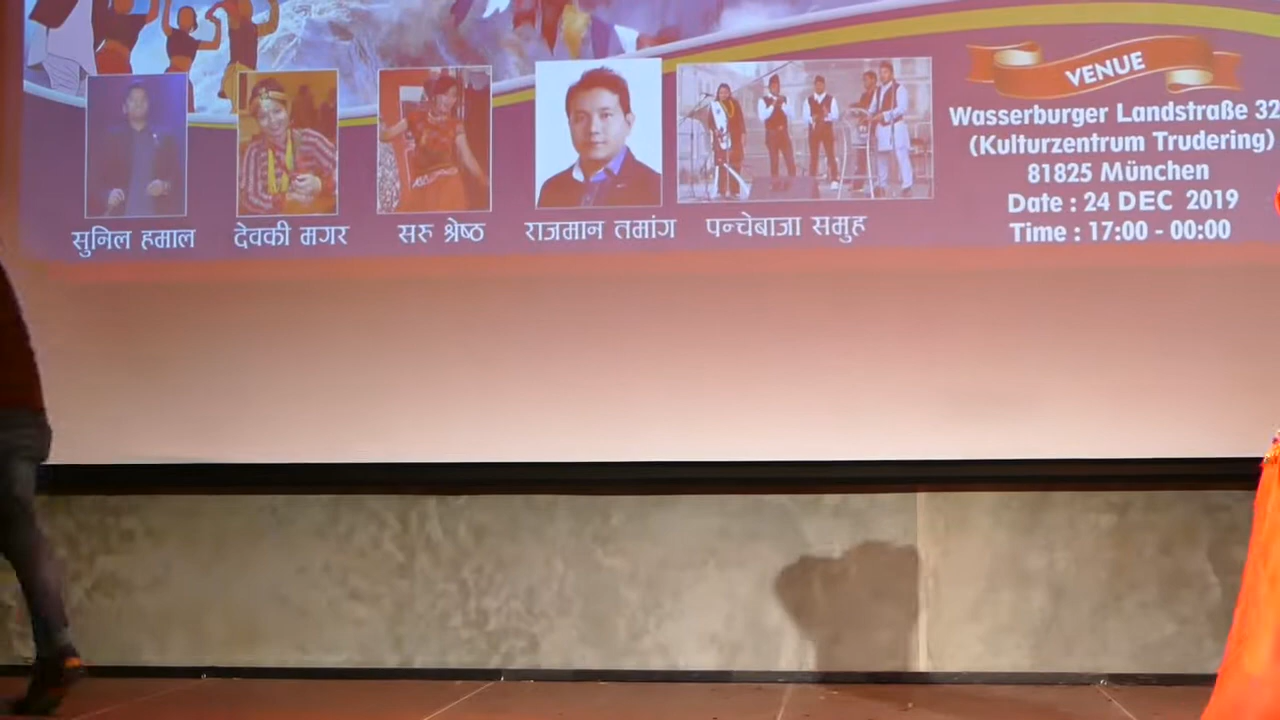 VENUE
Wasserburger Landstraße 32
(Kulturzentrum Trudering)
81825 München
Date : 24 DEC 2019
Time : 17:00 - 00:00
सुनिल हमाल
देवकी मगर
सरु श्रेष्ठ
राजमान तमांग
पन्चेबाजा समुह